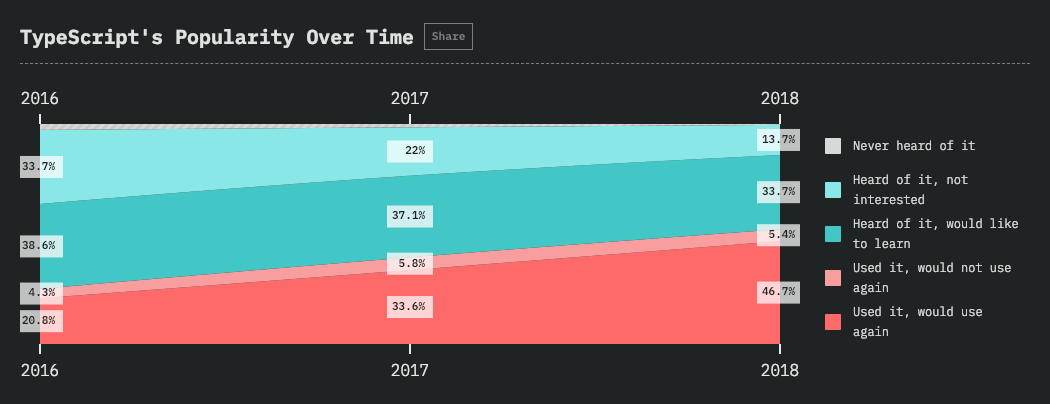 TypeScript's Popularity Over Time
Share
2016
2017
2018
33.7%
22%
13.7%
38.6%
37.1%
33.7%
4.3%
5.8%
5.4%
20.8%
33.6%
46.7%
2016
2017
2018
Never heard of it
Heard of it, not
interested
Heard of it, would like
to learn
Used it, would not use
again
Used it, would use
again